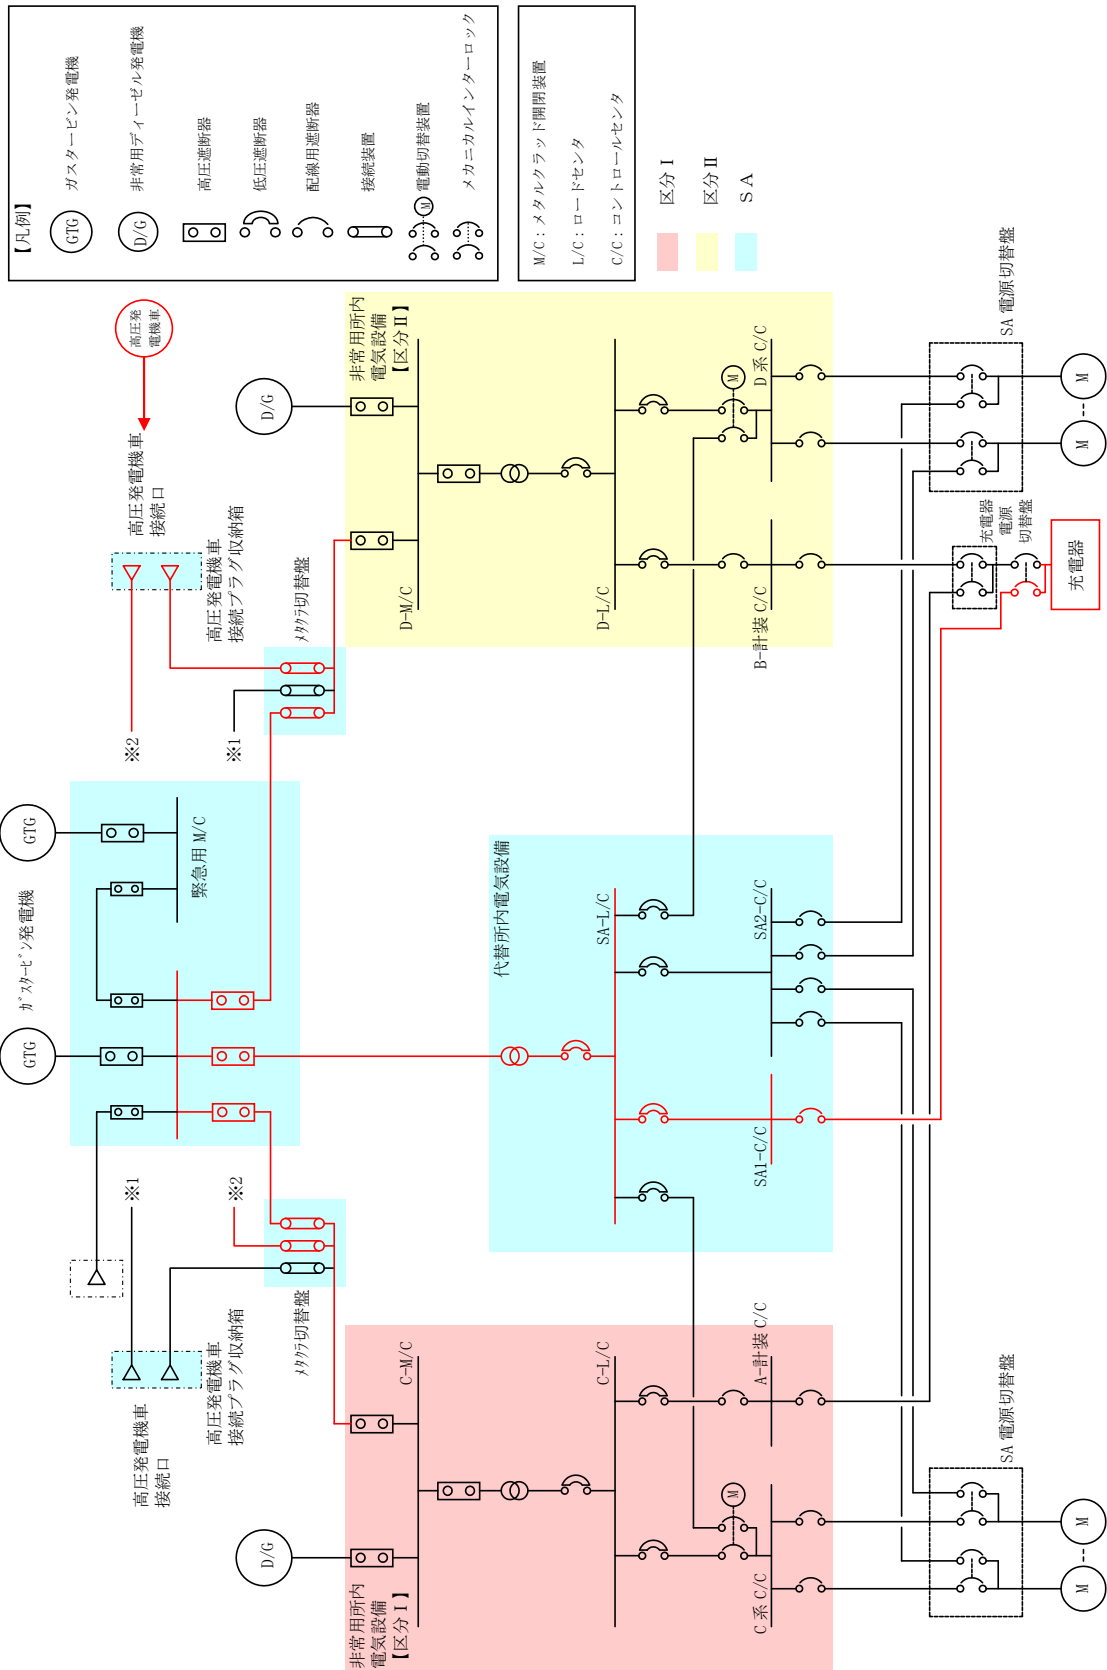 【凡例】
GTG
ガスタービン発電機
D/G
非常用ディーゼル発電機
高圧遮断器
低圧遮断器
配線用遮断器
接続装置
M
電動切替装置
メカニカルインターロック
M/C：メタルクラッド開閉装置
L/C：ロードセンタ
C/C：コントロールセンタ
区分Ⅰ
区分Ⅱ
ＳＡ
高圧発
電機車
高圧発電機車
接続口
高圧発電機車
接続プラグ収納箱
ﾒﾀｸﾗ切替盤
※2
※1
D/G
非常用所内
電気設備
【区分Ⅱ】
D-M/C
D-L/C
M
D系 C/C
B-計装 C/C
SA 電源切替盤
M
M
充電器
電源
切替盤
充電器
GTG
GTG
ｶﾞｽﾀｰﾋﾞﾝ発電機
緊急用 M/C
代替所内電気設備
SA-L/C
SA2-C/C
SA1-C/C
※1
※2
高圧発電機車
接続口
高圧発電機車
接続プラグ収納箱
ﾒﾀｸﾗ切替盤
D/G
非常用所内
電気設備
【区分Ⅰ】
C-M/C
C-L/C
M
A-計装 C/C
C系 C/C
SA 電源切替盤
M
M